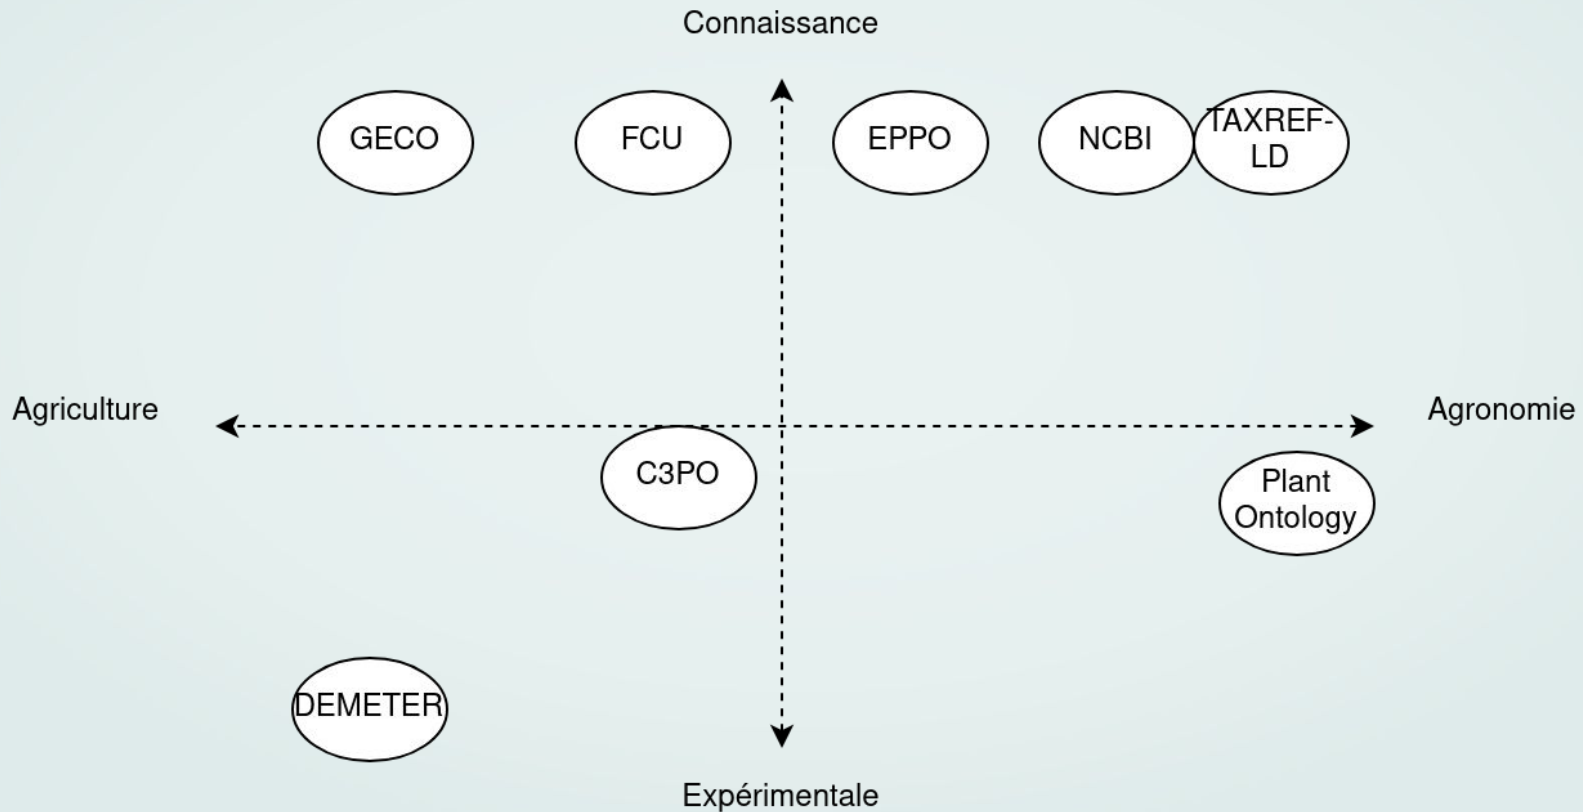 Connaissance
GECO
FCU
EPPO
NCBI
TAXREF-
LD
Agriculture
Agronomie
C3PO
Plant
Ontology
DEMETER
Expérimentale